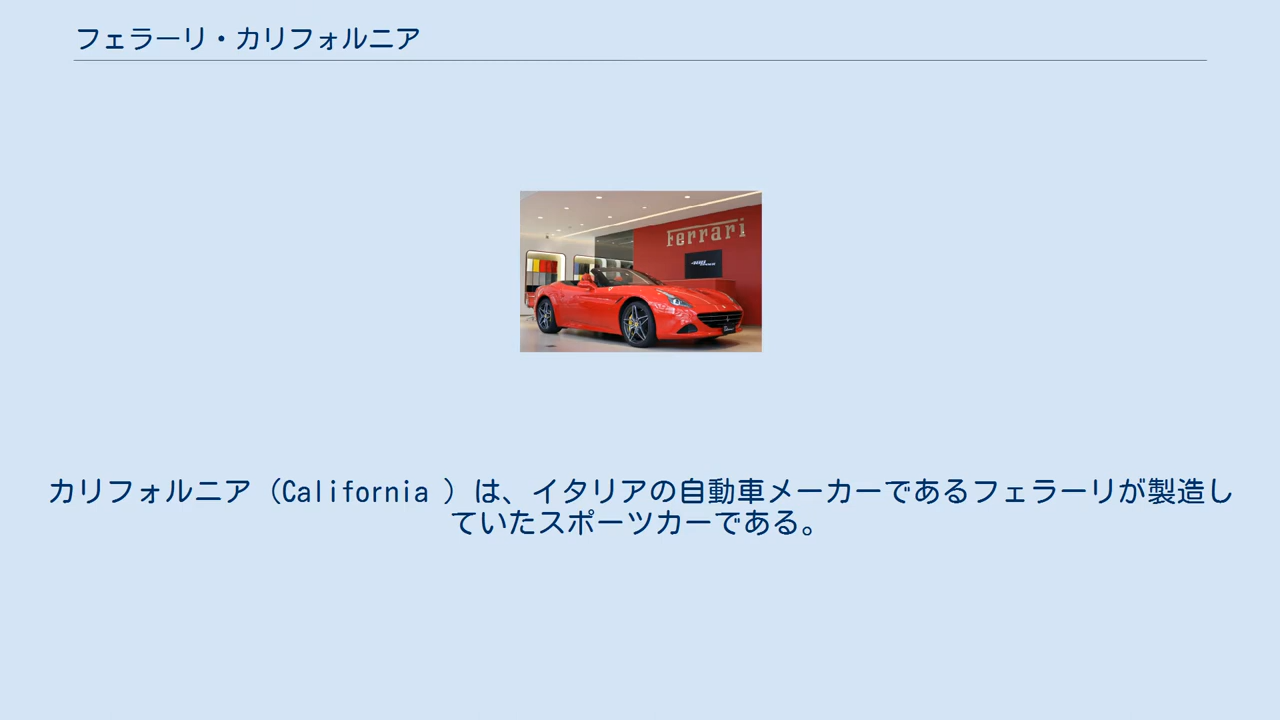 フェラーリ・カリフォルニア
Ferrari
カリフォルニア（California ）は、イタリアの自動車メーカーであるフェラーリが製造し
ていたスポーツカーである。